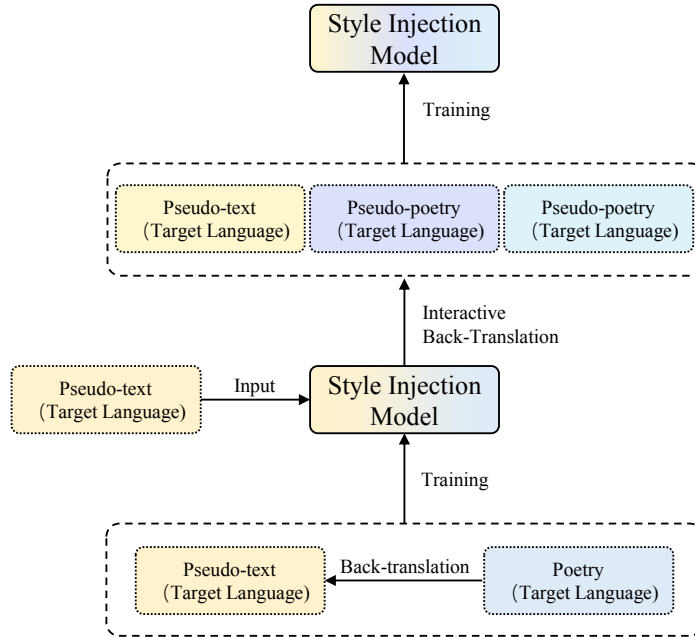 Style Injection
Model
Training
Pseudo-text
(Target Language)
Pseudo-poetry
(Target Language)
Pseudo-poetry
(Target Language)
Interactive
Back-Translation
Pseudo-text
(Target Language)
Input
Style Injection
Model
Training
Pseudo-text
(Target Language)
Back-translation
Poetry
(Target Language)